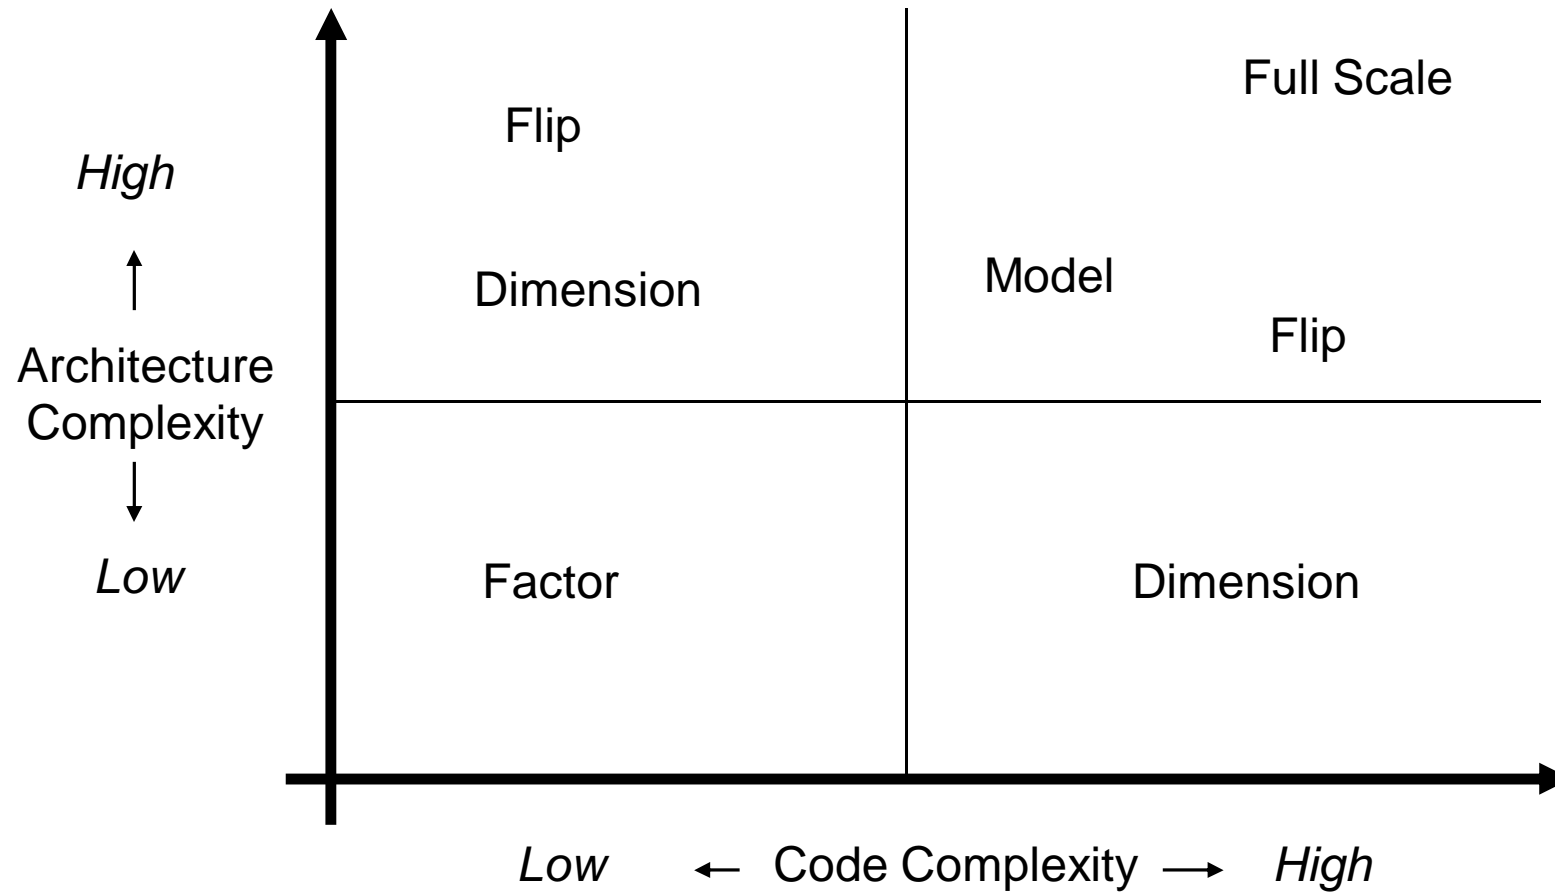 Full Scale
Flip
High
Dimension
Model
Flip
Architecture
Complexity
Low
Factor
Dimension
Low
Code Complexity
High